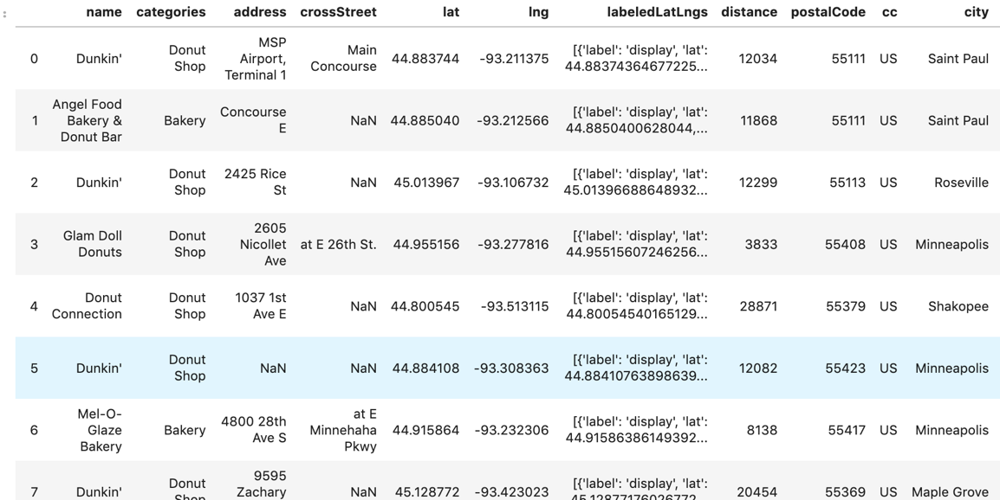 name categories address crossStreet lat lng labeledLatLngs distance postalCode cc city
0 Dunkin' Donut Shop MSP Airport, Terminal 1 Main Concourse 44.883744 -93.211375 [{'label': 'display', 'lat': 44.88374364677225... 12034 55111 US Saint Paul
1 Angel Food Bakery & Donut Bar Bakery Concourse E NaN 44.885040 -93.212566 [{'label': 'display', 'lat': 44.8850400628044,... 11868 55111 US Saint Paul
2 Dunkin' Donut Shop 2425 Rice St NaN 45.013967 -93.106732 [{'label': 'display', 'lat': 45.01396688648932... 12299 55113 US Roseville
3 Glam Doll Donuts Donut Shop 2605 Nicollet Ave at E 26th St. 44.955156 -93.277816 [{'label': 'display', 'lat': 44.95515607246256... 3833 55408 US Minneapolis
4 Donut Connection Donut Shop 1037 1st Ave E NaN 44.800545 -93.513115 [{'label': 'display', 'lat': 44.80054540165129... 28871 55379 US Shakopee
5 Dunkin' Donut Shop NaN NaN 44.884108 -93.308363 [{'label': 'display', 'lat': 44.88410763898639... 12082 55423 US Minneapolis
6 Mel-O-Glaze Bakery Bakery 4800 28th Ave S at E Minnehaha Pkwy 44.915864 -93.232306 [{'label': 'display', 'lat': 44.91586386149392... 8138 55417 US Minneapolis
7 Dunkin' Donut Shop 9595 Zachary NaN 45.128772 -93.423023 [{'label': 'display', 'lat': 45.12877176026772... 20454 55369 US Maple Grove